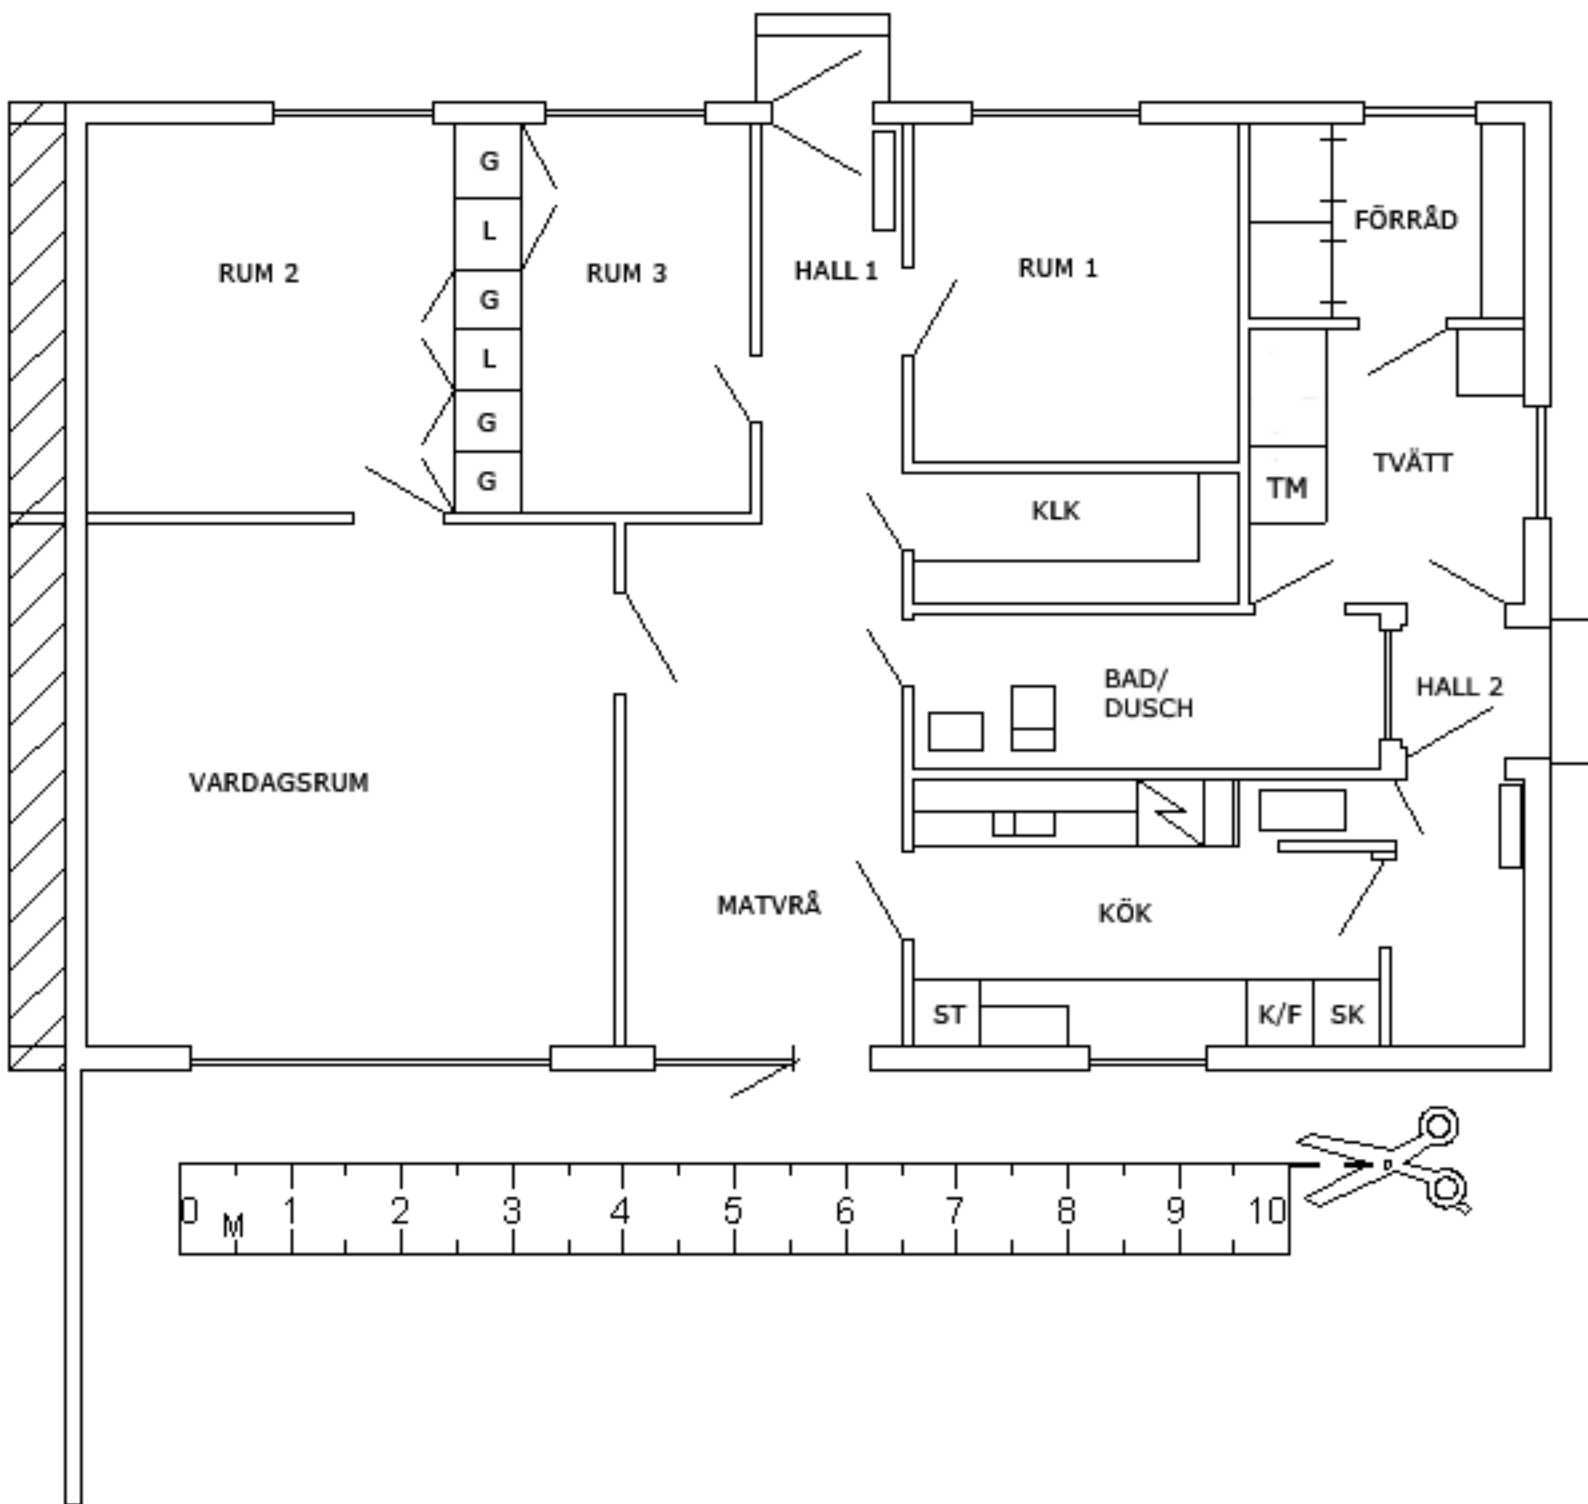 G
L
G
L
G
G
RUM 2
RUM 3
HALL 1
RUM 1
FÖRRÅD
TVÄTT
TM
KLK
BAD/
DUSCH
HALL 2
VARDAGSRUM
MATVRÅ
KÖK
ST
K/F
SK
0 M 1 2 3 4 5 6 7 8 9 10